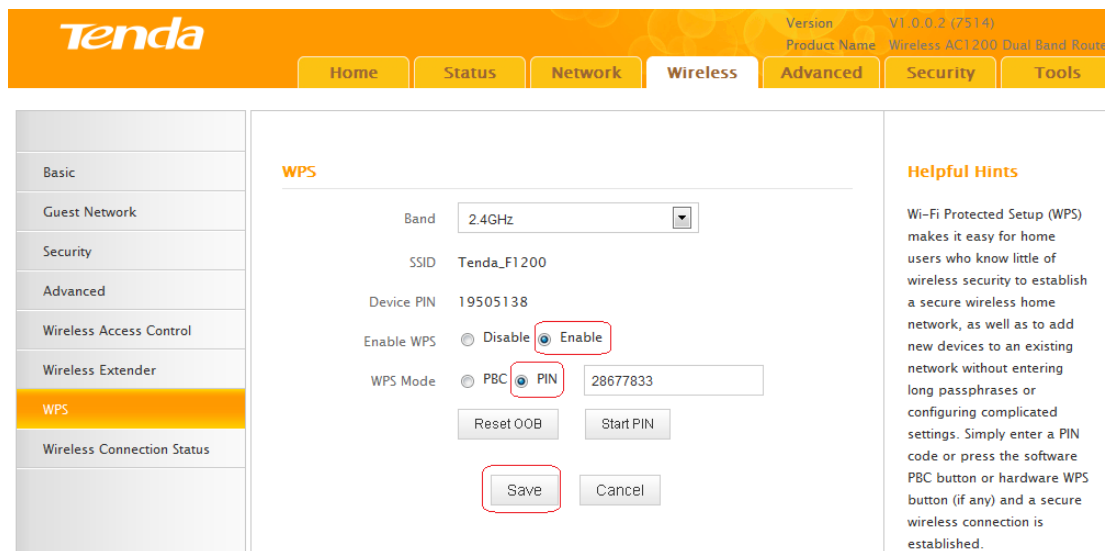 Tenda
Version V1.0.0.2 (7514)
Product Name Wireless AC1200 Dual Band Route
Home Status Network Wireless Advanced Security Tools
Basic
Guest Network
Security
Advanced
Wireless Access Control
Wireless Extender
WPS
Wireless Connection Status
WPS
Band 2.4GHz
SSID Tenda_F1200
Device PIN 19505138
Enable WPS Disable Enable
WPS Mode PBC PIN 28677833
Reset OOB Start PIN
Save Cancel
Helpful Hints
Wi-Fi Protected Setup (WPS)
makes it easy for home
users who know little of
wireless security to establish
a secure wireless home
network, as well as to add
new devices to an existing
network without entering
long passphrases or
configuring complicated
settings. Simply enter a PIN
code or press the software
PBC button or hardware WPS
button (if any) and a secure
wireless connection is
established.